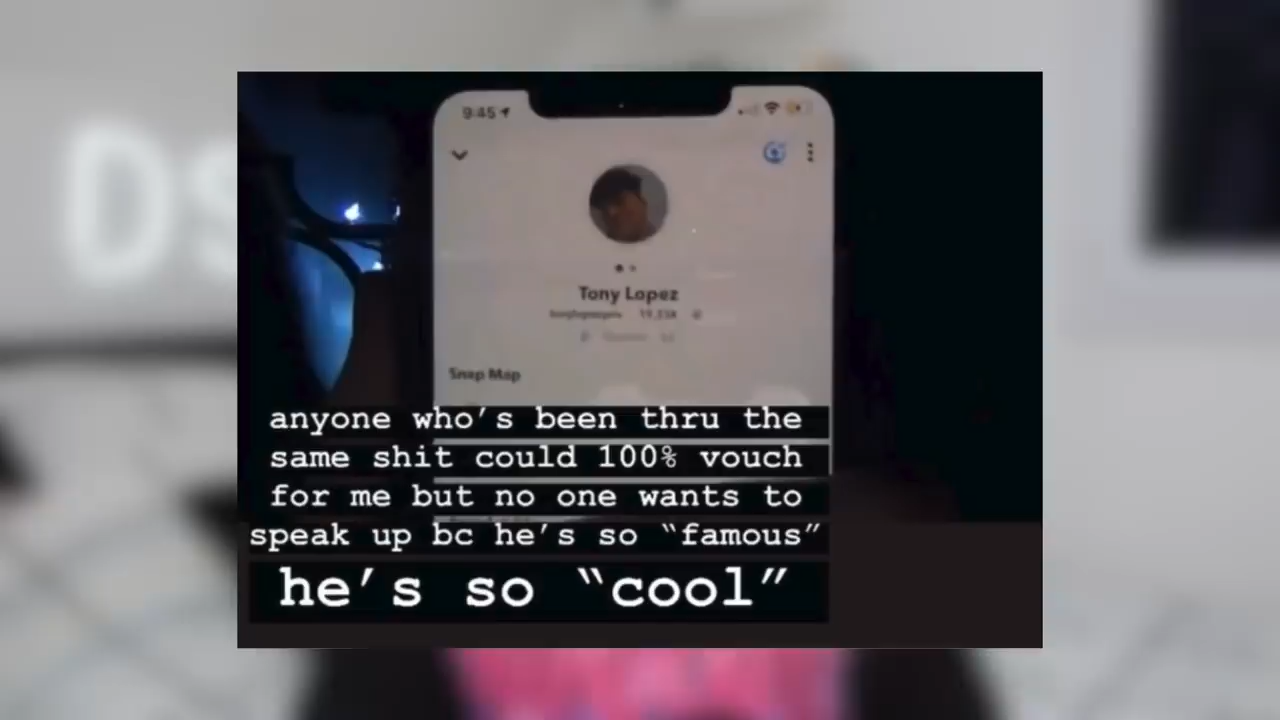 DS
9:45
Tony Lopez
Snap Map
anyone who's been thru the
same shit could 100% vouch
for me but no one wants to
speak up bc he's so “famous”
he's so “cool”